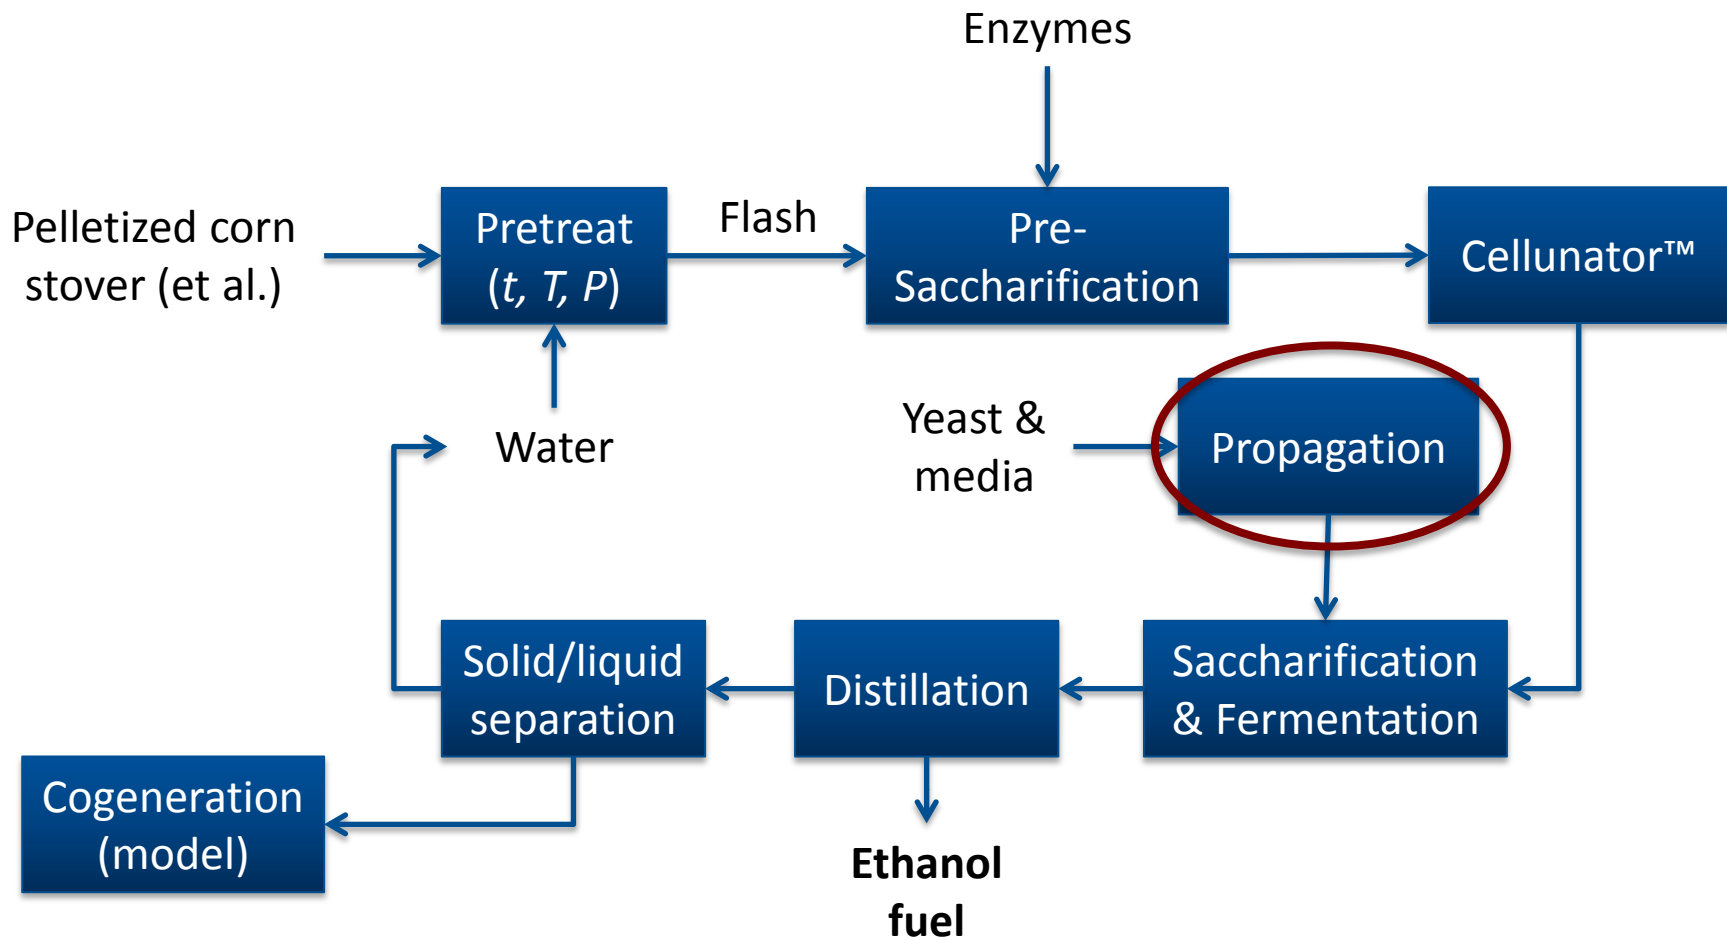 Enzymes
Pelletized corn
stover (et al.)
Pretreat
(t, T, P)
Flash
Pre-
Saccharification
Cellunator™
Water
Yeast &
media
Propagation
Solid/liquid
separation
Distillation
Saccharification
& Fermentation
Cogeneration
(model)
Ethanol
fuel